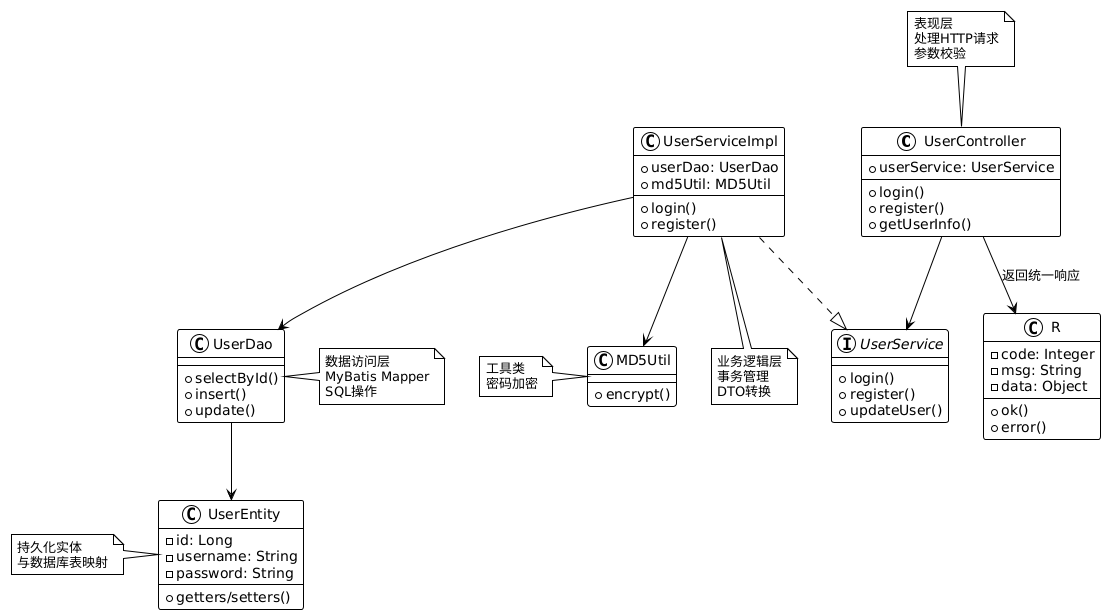 表现层
处理HTTP请求
参数校验
C UserServiceImpl
userDao: UserDao
md5Util: MD5Util
login()
register()
C UserController
userService: UserService
login()
register()
getUserInfo()
返回统一响应
C UserDao
selectById()
insert()
update()
数据访问层
MyBatis Mapper
SQL操作
工具类
密码加密
C MD5Util
encrypt()
业务逻辑层
事务管理
DTO转换
I UserService
login()
register()
updateUser()
C R
code: Integer
msg: String
data: Object
ok()
error()
持久化实体
与数据库表映射
C UserEntity
id: Long
username: String
password: String
getters/setters()